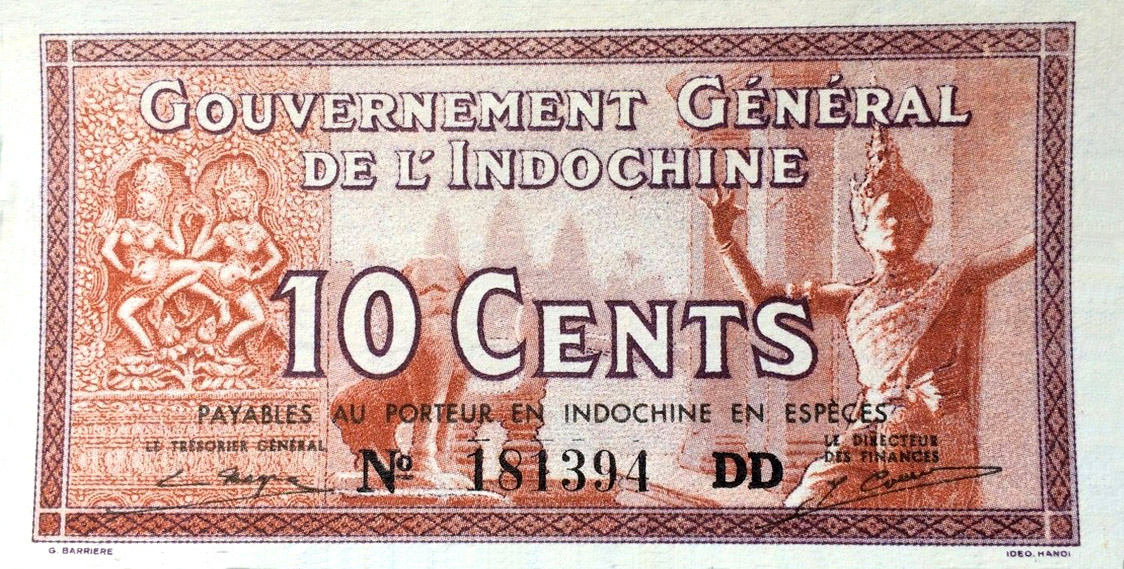 GOUVERNEMENT GÉNÉRAL
DE L'INDOCHINE
10 CENTS
PAYABLES AU PORTEUR EN INDOCHINE EN ESPÈCES
LE TRÉSORIER GÉNÉRAL
LE DIRECTEUR
DES FINANCES
Nº 181394 DD
G. BARRIERE
IDEO. HANOI